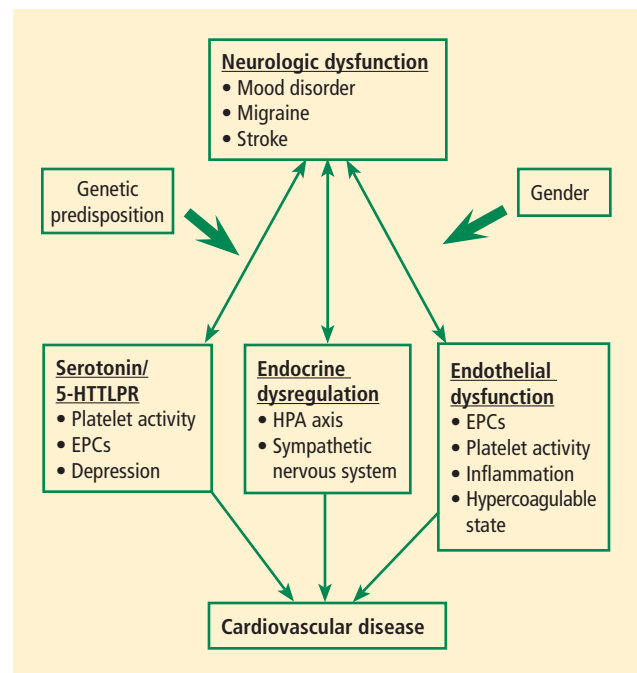 Neurologic dysfunction
• Mood disorder
• Migraine
• Stroke
Genetic
predisposition
Gender
Serotonin/
5-HTTLPR
• Platelet activity
• EPCs
• Depression
Endocrine
dysregulation
• HPA axis
• Sympathetic
nervous system
Endothelial
dysfunction
• EPCs
• Platelet activity
• Inflammation
• Hypercoagulable
state
Cardiovascular disease